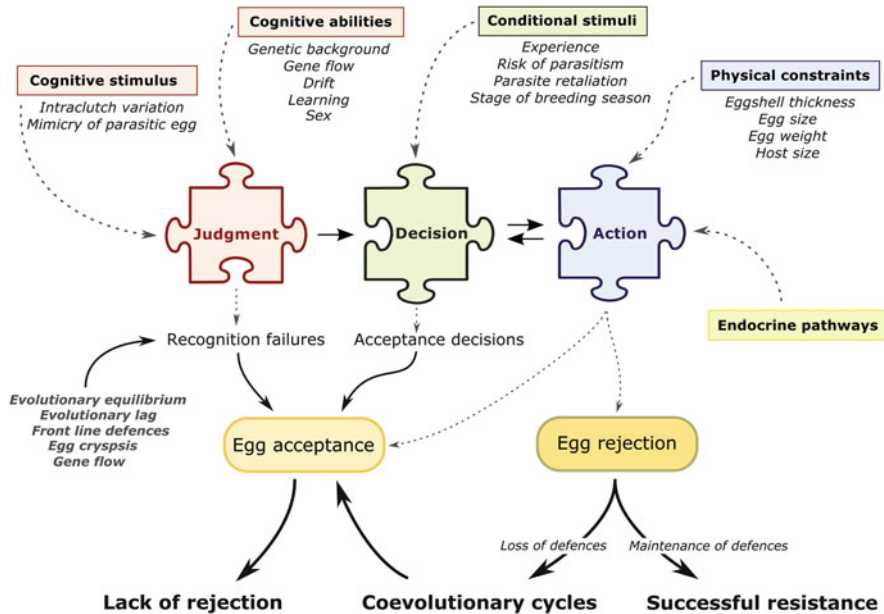 Cognitive abilities
Genetic background
Gene flow
Drift
Learning
Sex
Conditional stimuli
Experience
Risk of parasitism
Parasite retaliation
Stage of breeding season
Cognitive stimulus
Intraclutch variation
Mimicry of parasitic egg
Physical constraints
Eggshell thickness
Egg size
Egg weight
Host size
Judgment
Decision
Action
Endocrine pathways
Recognition failures
Acceptance decisions
Evolutionary equilibrium
Evolutionary lag
Front line defences
Egg cryspsis
Gene flow
Egg acceptance
Egg rejection
Loss of defences
Maintenance of defences
Lack of rejection
Coevolutionary cycles
Successful resistance